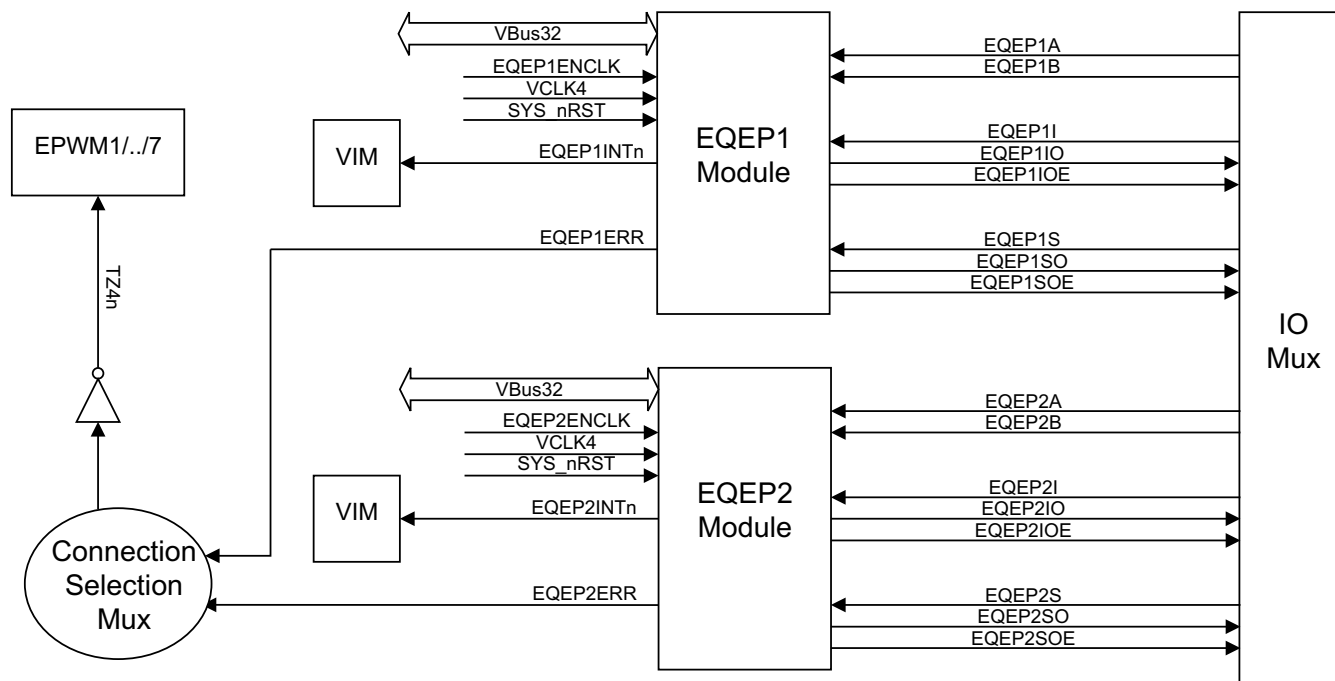 VBus32
EQEP1ENCLK
VCLK4
SYS_nRST
EPWM1/../7
VIM
EQEP1INTn
EQEP1
Module
EQEP1A
EQEP1B
EQEP1I
EQEP1IO
EQEP1IOE
EQEP1ERR
EQEP1S
EQEP1SO
EQEP1SOE
TZ4n
IO
Mux
VBus32
EQEP2ENCLK
VCLK4
SYS_nRST
VIM
EQEP2INTn
EQEP2
Module
EQEP2A
EQEP2B
EQEP2I
EQEP2IO
EQEP2IOE
Connection
Selection
Mux
EQEP2ERR
EQEP2S
EQEP2SO
EQEP2SOE